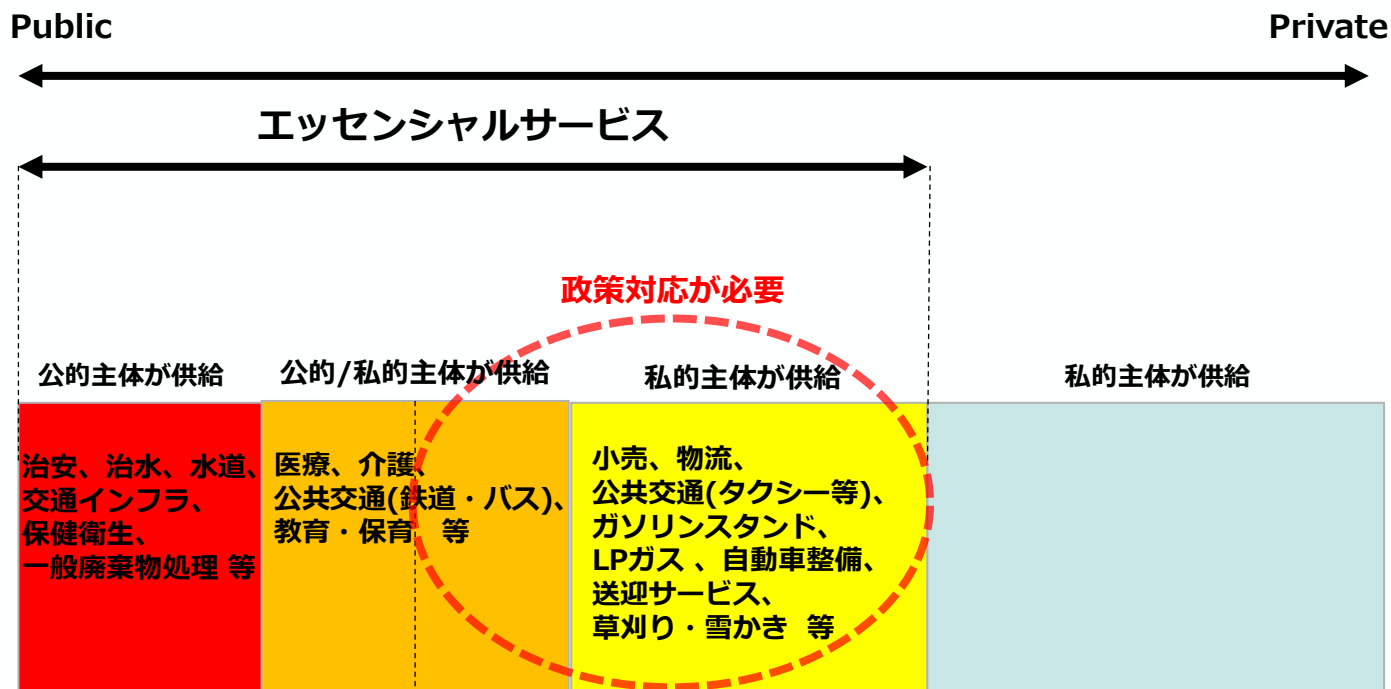 Public
Private
エッセンシャルサービス
政策対応が必要
公的主体が供給
公的/私的主体が供給
私的主体が供給
私的主体が供給
治安、治水、水道、
交通インフラ、
保健衛生、
一般廃棄物処理 等
医療、介護、
公共交通(鉄道・バス)、
教育・保育 等
小売、物流、
公共交通(タクシー等)、
ガソリンスタンド、
LPガス 、自動車整備、
送迎サービス、
草刈り・雪かき 等